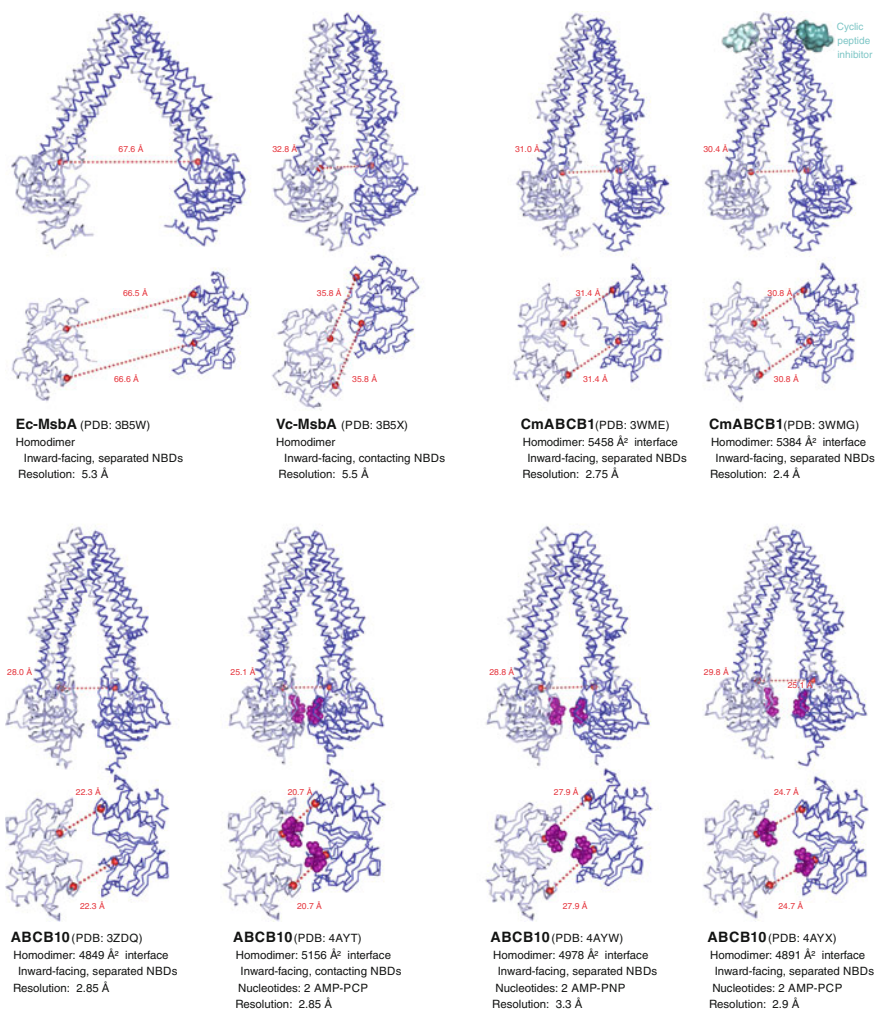 Cyclic
peptide
inhibitor
67.6 Å
32.8 Å
31.0 Å
30.4 Å
66.5 Å
66.6 Å
35.8 Å
35.8 Å
31.4 Å
31.4 Å
30.8 Å
30.8 Å
Ec-MsbA (PDB: 3B5W)
Homodimer
Inward-facing, separated NBDs
Resolution: 5.3 Å
Vc-MsbA (PDB: 3B5X)
Homodimer
Inward-facing, contacting NBDs
Resolution: 5.5 Å
CmABCB1(PDB: 3WME)
Homodimer: 5458 Å² interface
Inward-facing, separated NBDs
Resolution: 2.75 Å
CmABCB1(PDB: 3WMG)
Homodimer: 5384 Å² interface
Inward-facing, separated NBDs
Resolution: 2.4 Å
28.0 Å
25.1 Å
28.8 Å
29.8 Å
25.1 Å
22.3 Å
22.3 Å
20.7 Å
20.7 Å
27.9 Å
27.9 Å
24.7 Å
24.7 Å
ABCB10 (PDB: 3ZDQ)
Homodimer: 4849 Å² interface
Inward-facing, separated NBDs
Resolution: 2.85 Å
ABCB10 (PDB: 4AYT)
Homodimer: 5156 Å² interface
Inward-facing, contacting NBDs
Nucleotides: 2 AMP-PCP
Resolution: 2.85 Å
ABCB10 (PDB: 4AYW)
Homodimer: 4978 Å² interface
Inward-facing, separated NBDs
Nucleotides: 2 AMP-PNP
Resolution: 3.3 Å
ABCB10 (PDB: 4AYX)
Homodimer: 4891 Å² interface
Inward-facing, separated NBDs
Nucleotides: 2 AMP-PCP
Resolution: 2.9 Å